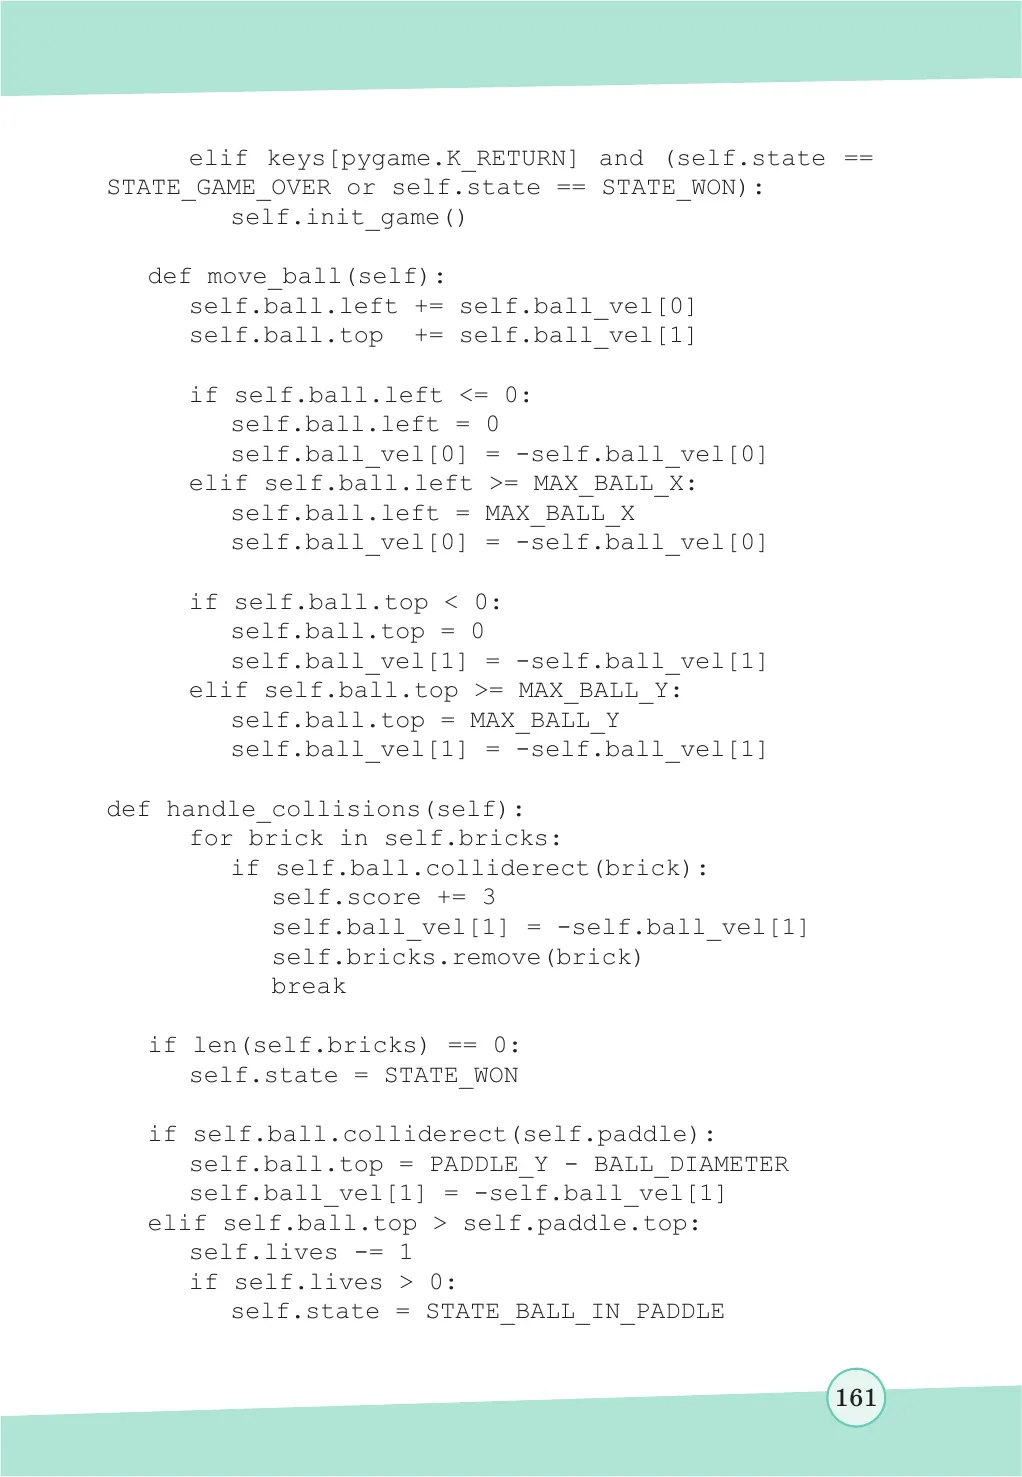 elif keys[pygame.K_RETURN] and (self.state ==
STATE_GAME_OVER or self.state == STATE_WON):
            self.init_game()

    def move_ball(self):
        self.ball.left += self.ball_vel[0]
        self.ball.top  += self.ball_vel[1]

        if self.ball.left <= 0:
            self.ball.left = 0
            self.ball_vel[0] = -self.ball_vel[0]
        elif self.ball.left >= MAX_BALL_X:
            self.ball.left = MAX_BALL_X
            self.ball_vel[0] = -self.ball_vel[0]

        if self.ball.top < 0:
            self.ball.top = 0
            self.ball_vel[1] = -self.ball_vel[1]
        elif self.ball.top >= MAX_BALL_Y:
            self.ball.top = MAX_BALL_Y
            self.ball_vel[1] = -self.ball_vel[1]

def handle_collisions(self):
        for brick in self.bricks:
            if self.ball.colliderect(brick):
                self.score += 3
                self.ball_vel[1] = -self.ball_vel[1]
                self.bricks.remove(brick)
                break

    if len(self.bricks) == 0:
        self.state = STATE_WON

    if self.ball.colliderect(self.paddle):
        self.ball.top = PADDLE_Y - BALL_DIAMETER
        self.ball_vel[1] = -self.ball_vel[1]
    elif self.ball.top > self.paddle.top:
        self.lives -= 1
        if self.lives > 0:
            self.state = STATE_BALL_IN_PADDLE
161